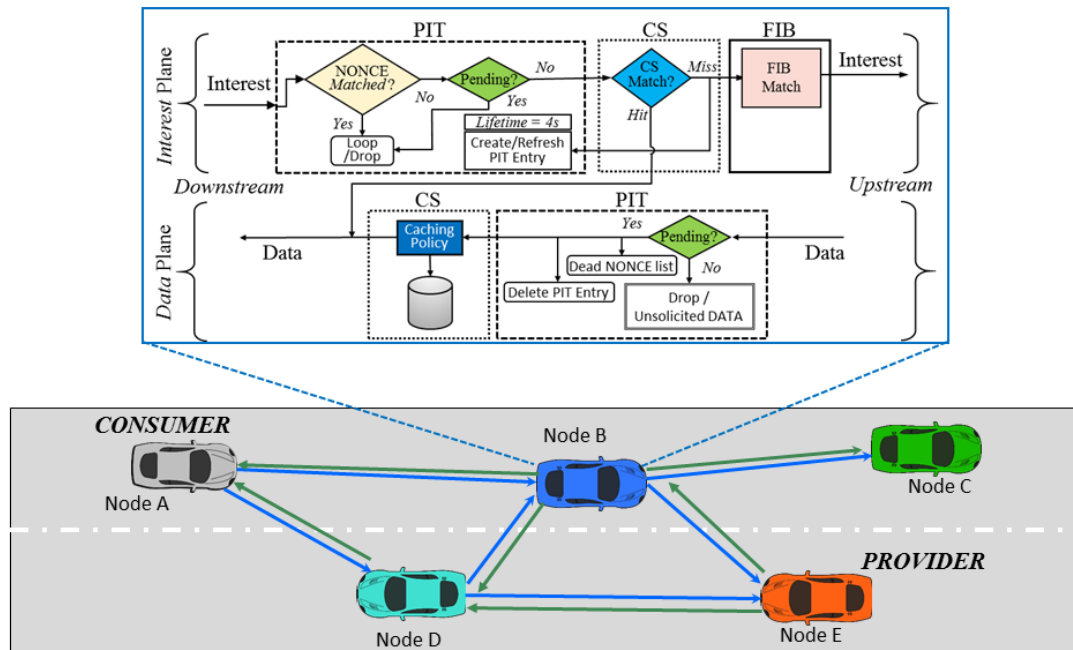 PIT
CS
FIB
Interest Plane
Interest
NONCE
Matched?
No
Yes
Loop
/Drop
Pending?
No
Yes
Lifetime = 4s
Create/Refresh
PIT Entry
CS
Match?
Miss
Hit
FIB
Match
Interest
Downstream
Upstream
Data Plane
CS
PIT
Data
Caching
Policy
Yes
Pending?
Data
Dead NONCE list
No
Delete PIT Entry
Drop /
Unsolicited DATA
CONSUMER
Node A
Node B
Node C
PROVIDER
Node D
Node E